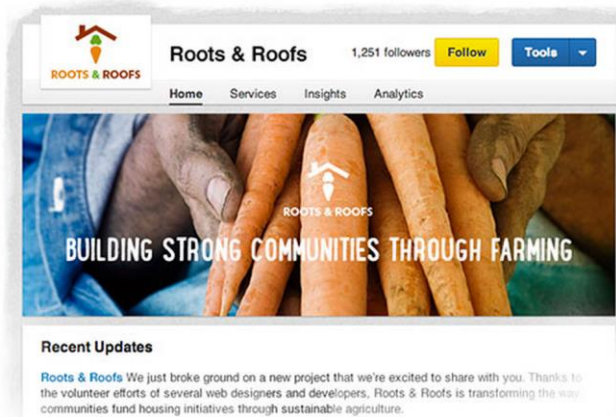 ROOTS & ROOFS
Roots & Roofs
1,251 followers
Follow
Tools
Home
Services
Insights
Analytics
ROOTS & ROOFS
BUILDING STRONG COMMUNITIES THROUGH FARMING
Recent Updates
Roots & Roofs We just broke ground on a new project that we're excited to share with you. Thanks to
the volunteer efforts of several web designers and developers, Roots & Roofs is transforming the way
communities fund housing initiatives through sustainable agriculture.